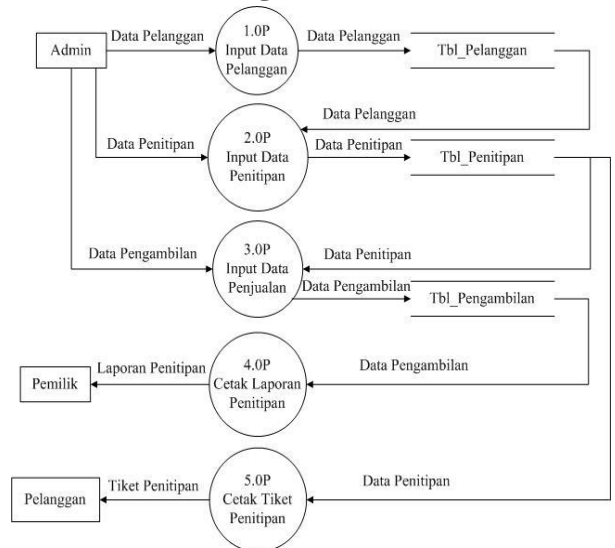 Admin
Data Pelanggan
1.0P
Input Data
Pelanggan
Data Pelanggan
Tbl_Pelanggan
Data Pelanggan
Data Penitipan
2.0P
Input Data
Penitipan
Data Penitipan
Tbl_Penitipan
Data Pengambilan
3.0P
Input Data
Penjualan
Data Penitipan
Data Pengambilan
Tbl_Pengambilan
Pemilik
Laporan Penitipan
4.0P
Cetak Laporan
Penitipan
Data Pengambilan
Pelanggan
Tiket Penitipan
5.0P
Cetak Tiket
Penitipan
Data Penitipan